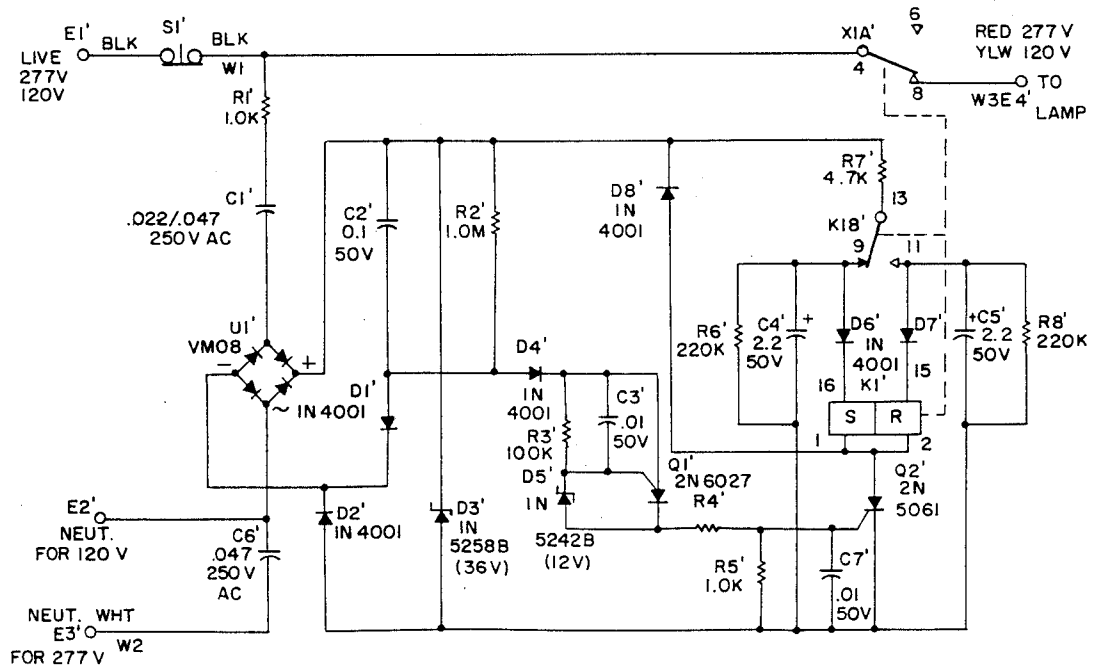 E1'
BLK
S1'
BLK
W1
LIVE
277V
120V
X1A'
6
4
8
RED 277 V
YLW 120 V
TO
LAMP
W3E4'
R1'
1.0K
C1'
.022/.047
250V AC
C2'
0.1
50V
R2'
1.0M
D8'
IN
4001
R7'
4.7K
13
K18'
9
11
R6'
220K
C4'
+
2.2
50V
D6'
IN
4001
D7'
+C5'
2.2
50V
R8'
220K
16
K1'
15
S
R
1
2
U1'
VM08
−
+
~
IN 4001
D1'
D4'
IN
4001
C3'
.01
50V
R3'
100K
D5'
IN
5242B
(12V)
Q1'
2N 6027
R4'
Q2'
2N
5061
E2'
NEUT.
FOR 120 V
D2'
IN 4001
D3'
IN
5258B
(36V)
C6'
.047
250V
AC
R5'
1.0K
C7'
.01
50V
NEUT. WHT
E3'
W2
FOR 277 V